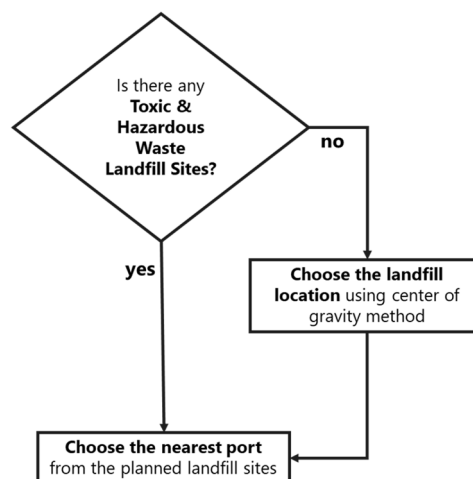 Is there any
Toxic &
Hazardous
Waste
Landfill Sites?
no
yes
Choose the landfill
location using center of
gravity method
Choose the nearest port
from the planned landfill sites